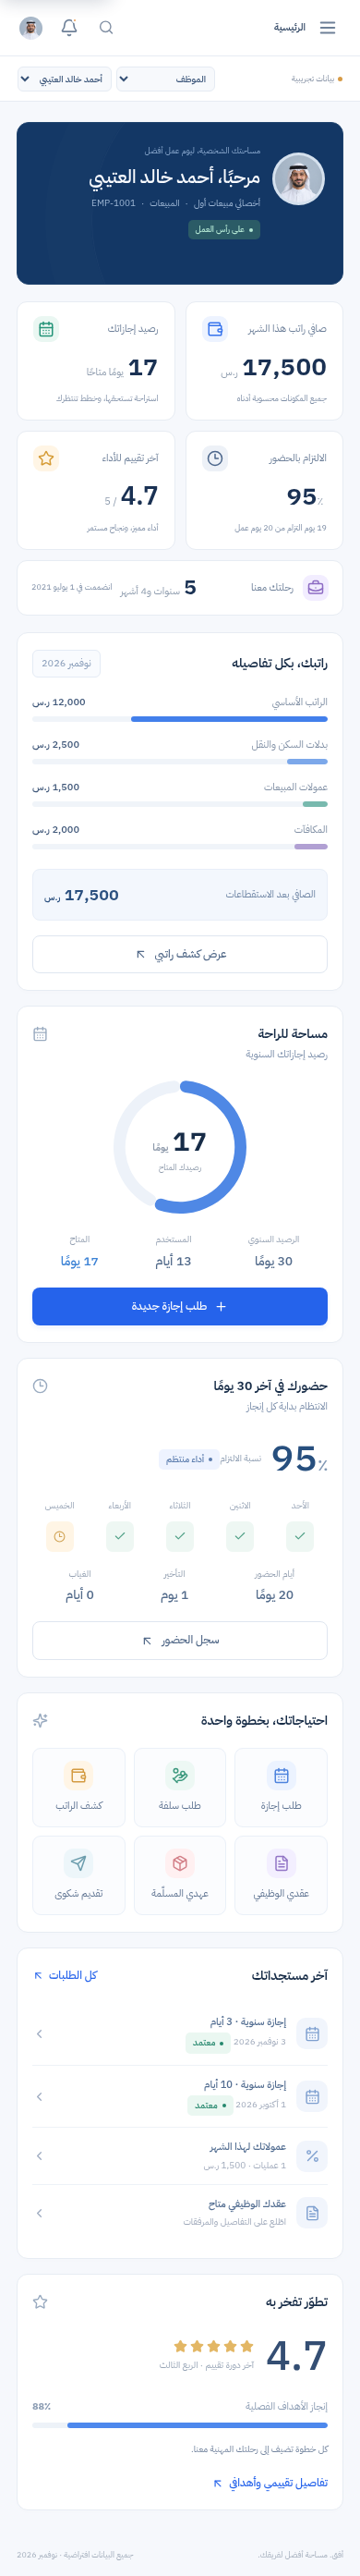 الرئيسية
بيانات تجريبية
الموظف
أحمد خالد العتيبي
مساحتك الشخصية، ليوم عمل أفضل
مرحبًا، أحمد خالد العتيبي
أخصائي مبيعات أول · المبيعات · EMP-1001
على رأس العمل
صافي راتب هذا الشهر
17,500 ر.س
جميع المكونات محسوبة أدناه
رصيد إجازاتك
17 يومًا متاحًا
استراحة تستحقها، وخطط تنتظرك
الالتزام بالحضور
95٪
19 يوم التزام من 20 يوم عمل
آخر تقييم للأداء
4.7 / 5
أداء مميز، ونجاح مستمر
رحلتك معنا
5 سنوات و4 أشهر
انضممت في 1 يوليو 2021
راتبك، بكل تفاصيله
نوفمبر 2026
الراتب الأساسي
12,000 ر.س
بدلات السكن والنقل
2,500 ر.س
عمولات المبيعات
1,500 ر.س
المكافآت
2,000 ر.س
الصافي بعد الاستقطاعات
17,500 ر.س
عرض كشف راتبي
مساحة للراحة
رصيد إجازاتك السنوية
17 يومًا
رصيدك المتاح
الرصيد السنوي
30 يومًا
المستخدم
13 أيام
المتاح
17 يومًا
طلب إجازة جديدة
حضورك في آخر 30 يومًا
الانتظام بداية كل إنجاز
95٪
نسبة الالتزام
أداء منتظم
الأحد
الاثنين
الثلاثاء
الأربعاء
الخميس
أيام الحضور
20 يومًا
التأخير
1 يوم
الغياب
0 أيام
سجل الحضور
احتياجاتك، بخطوة واحدة
طلب إجازة
طلب سلفة
كشف الراتب
عقدي الوظيفي
عهدي المسلّمة
تقديم شكوى
آخر مستجداتك
كل الطلبات
إجازة سنوية · 3 أيام
3 نوفمبر 2026
معتمد
إجازة سنوية · 10 أيام
1 أكتوبر 2026
معتمد
عمولاتك لهذا الشهر
1 عمليات · 1,500 ر.س
عقدك الوظيفي متاح
اطّلع على التفاصيل والمرفقات
تطوّر تفخر به
4.7
آخر دورة تقييم · الربع الثالث
إنجاز الأهداف الفصلية
88%
كل خطوة تضيف إلى رحلتك المهنية معنا.
تفاصيل تقييمي وأهدافي
أفق. مساحة أفضل لفريقك.
جميع البيانات افتراضية · نوفمبر 2026